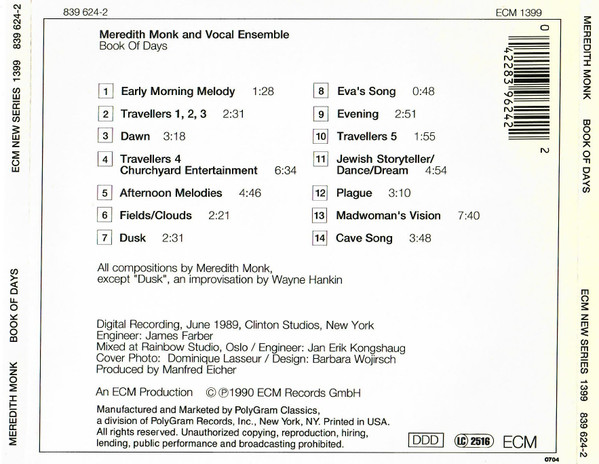 839 624-2
ECM 1399
Meredith Monk and Vocal Ensemble
Book Of Days
1 Early Morning Melody 1:28
2 Travellers 1, 2, 3 2:31
3 Dawn 3:18
4 Travellers 4
Churchyard Entertainment 6:34
5 Afternoon Melodies 4:46
6 Fields/Clouds 2:21
7 Dusk 2:31
8 Eva's Song 0:48
9 Evening 2:51
10 Travellers 5 1:55
11 Jewish Storyteller/
Dance/Dream 4:54
12 Plague 3:10
13 Madwoman's Vision 7:40
14 Cave Song 3:48
0 42283 96242 2
All compositions by Meredith Monk,
except "Dusk", an improvisation by Wayne Hankin
Digital Recording, June 1989, Clinton Studios, New York
Engineer: James Farber
Mixed at Rainbow Studio, Oslo / Engineer: Jan Erik Kongshaug
Cover Photo: Dominique Lasseur / Design: Barbara Wojirsch
Produced by Manfred Eicher
An ECM Production © ℗1990 ECM Records GmbH
Manufactured and Marketed by PolyGram Classics,
a division of PolyGram Records, Inc., New York, NY. Printed in USA.
All rights reserved. Unauthorized copying, reproduction, hiring,
lending, public performance and broadcasting prohibited.
DDD LC 2516 ECM
0704
MEREDITH MONK BOOK OF DAYS ECM NEW SERIES 1399 839 624-2
MEREDITH MONK BOOK OF DAYS ECM NEW SERIES 1399 839 624-2